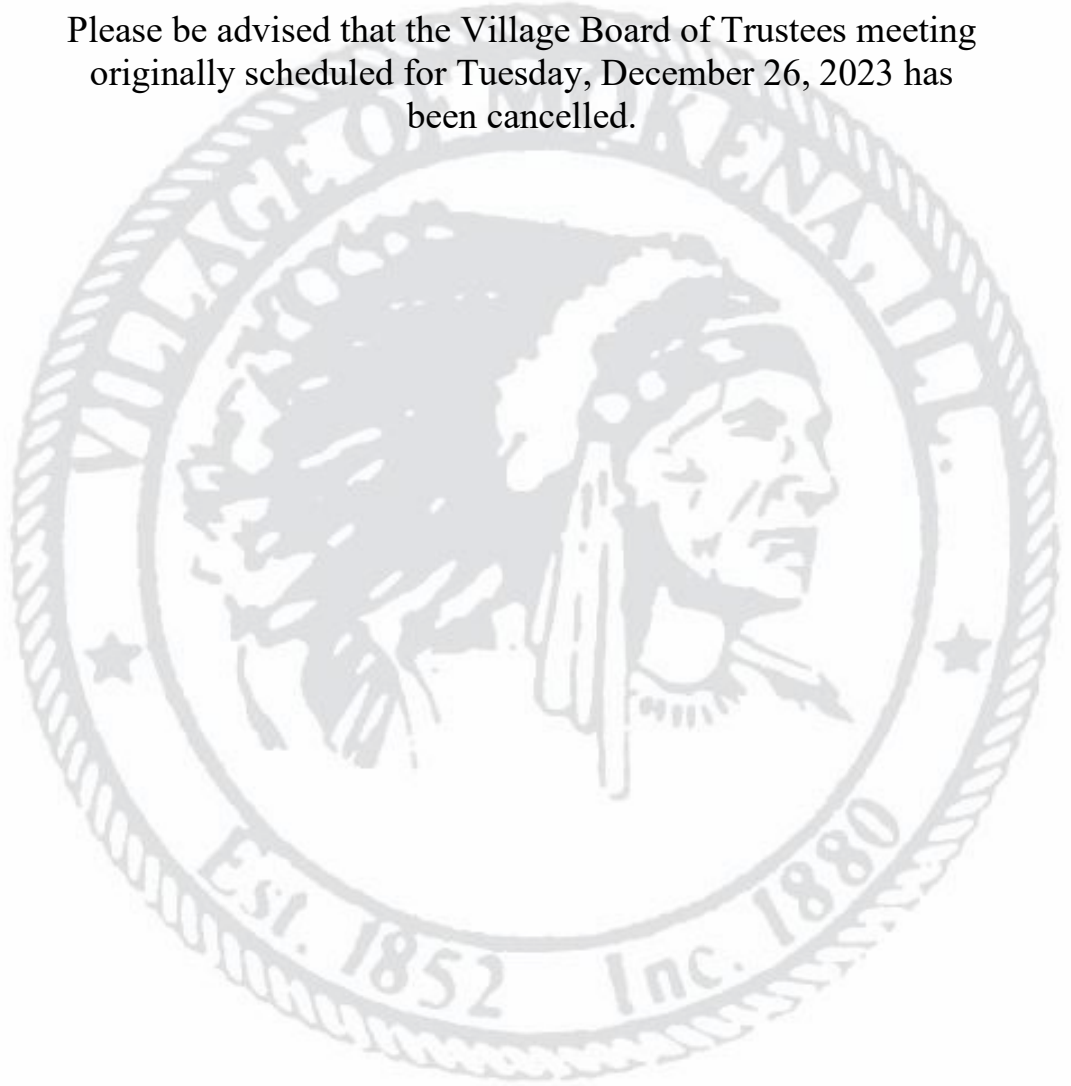 Please be advised that the Village Board of Trustees meeting
originally scheduled for Tuesday, December 26, 2023 has
been cancelled.
VILLAGE OF MOKENA, ILL.
Est. 1852 Inc. 1880